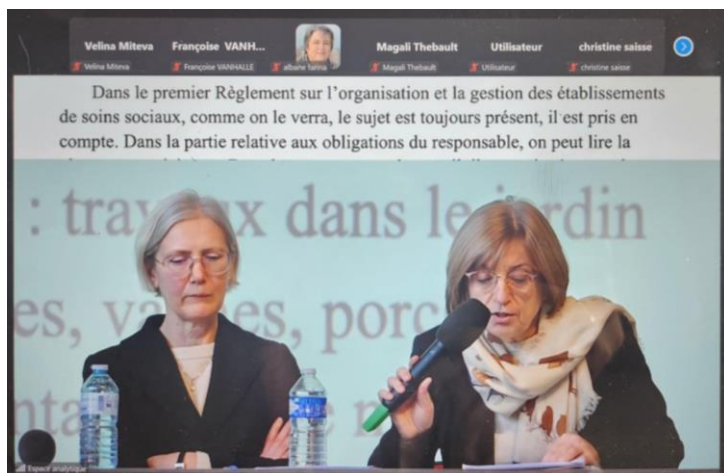 Velina Miteva
Françoise VANH...
Magali Thebault
Utilisateur
christine saisse
Velina Miteva
Françoise VANHALLE
albane farina
Magali Thebault
Utilisateur
christine saisse
Dans le premier Règlement sur l'organisation et la gestion des établissements
de soins sociaux, comme on le verra, le sujet est toujours présent, il est pris en
compte. Dans la partie relative aux obligations du responsable, on peut lire la
: travaux dans le jardin
es, porc
Espace analytique